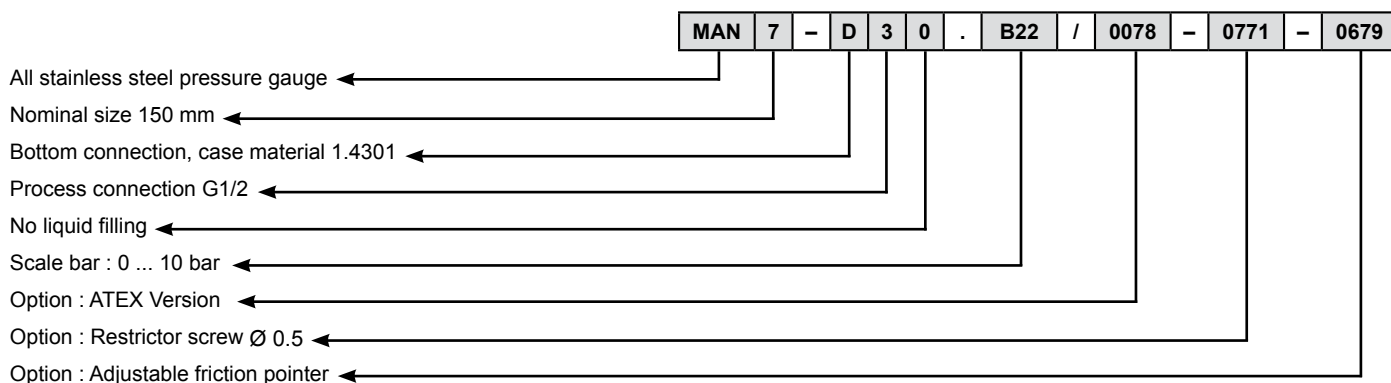 MAN 7 – D 3 0 . B22 / 0078 – 0771 – 0679
All stainless steel pressure gauge
Nominal size 150 mm
Bottom connection, case material 1.4301
Process connection G1/2
No liquid filling
Scale bar : 0 ... 10 bar
Option : ATEX Version
Option : Restrictor screw Ø 0.5
Option : Adjustable friction pointer